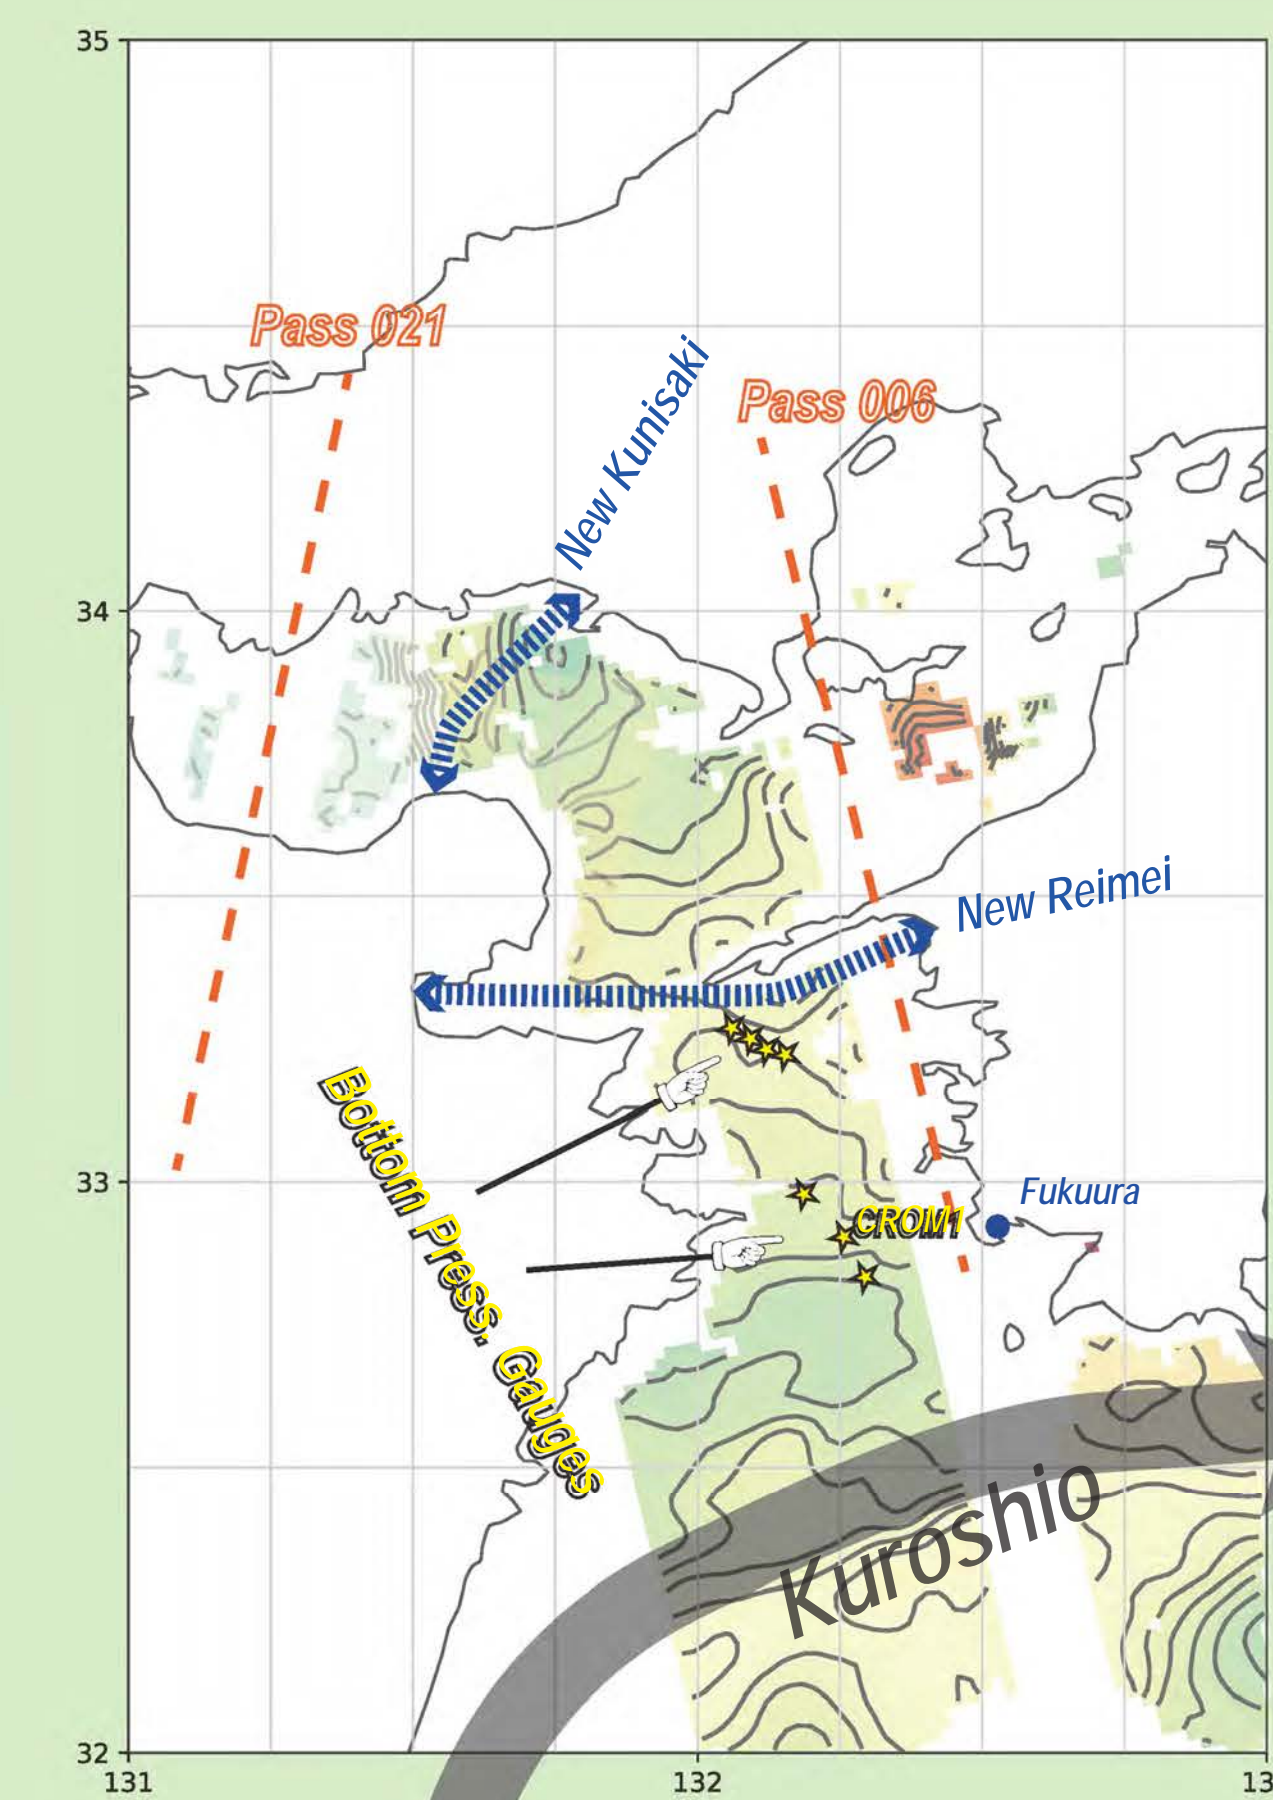 35
Pass 021
New Kunisaki
Pass 006
34
New Reimei
Bottom Press. Gauges
33
Fukuura
CROM1
Kuroshio
32
131
132